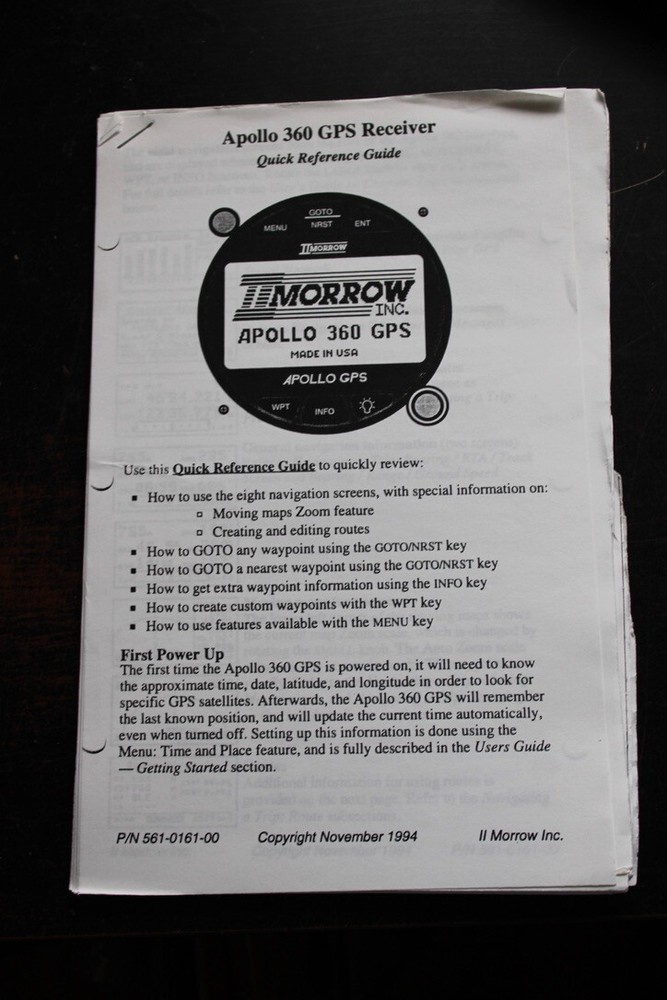 Apollo 360 GPS Receiver
Quick Reference Guide
GOTO
MENU NRST ENT
IIMORROW
IIMORROW
INC.
APOLLO 360 GPS
MADE IN USA
APOLLO GPS
WPT INFO
Use this Quick Reference Guide to quickly review:
▪ How to use the eight navigation screens, with special information on:
▫ Moving maps Zoom feature
▫ Creating and editing routes
▪ How to GOTO any waypoint using the GOTO/NRST key
▪ How to GOTO a nearest waypoint using the GOTO/NRST key
▪ How to get extra waypoint information using the INFO key
▪ How to create custom waypoints with the WPT key
▪ How to use features available with the MENU key
First Power Up
The first time the Apollo 360 GPS is powered on, it will need to know
the approximate time, date, latitude, and longitude in order to look for
specific GPS satellites. Afterwards, the Apollo 360 GPS will remember
the last known position, and will update the current time automatically,
even when turned off. Setting up this information is done using the
Menu: Time and Place feature, and is fully described in the Users Guide
— Getting Started section.
P/N 561-0161-00 Copyright November 1994 II Morrow Inc.